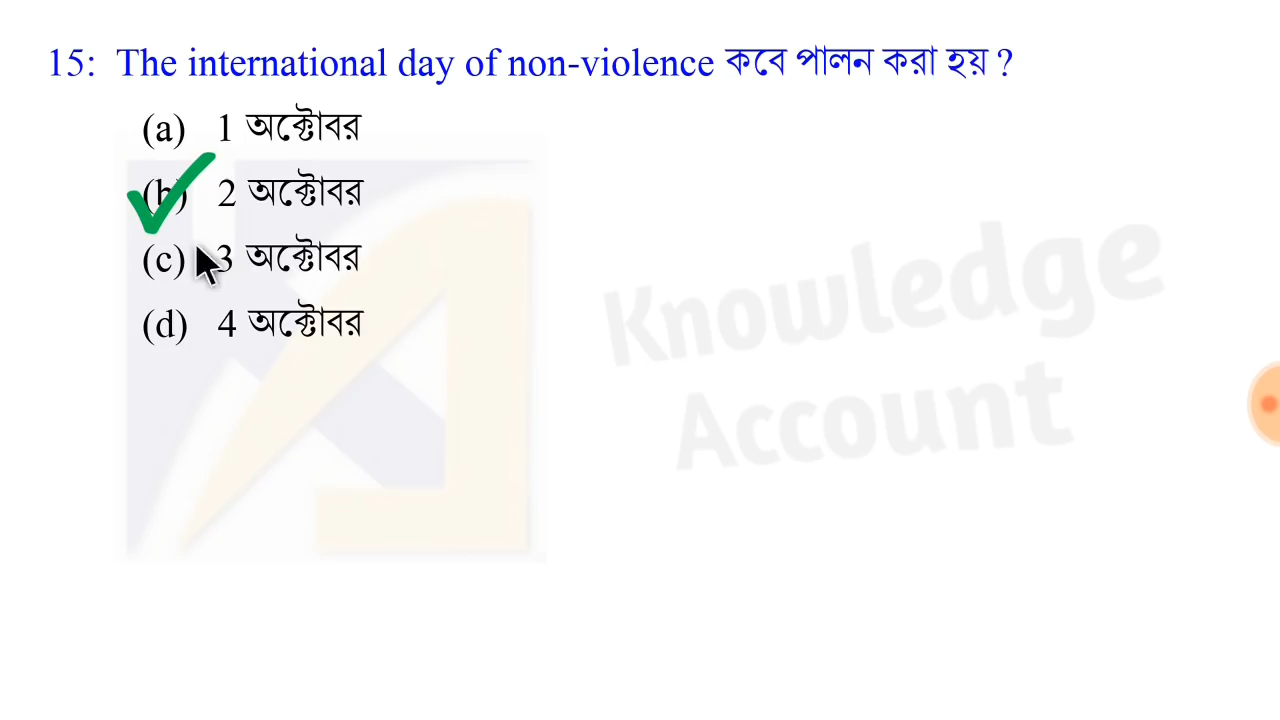 15: The international day of non-violence কবে পালন করা হয় ?
(a) 1 অক্টোবর
(b) 2 অক্টোবর
(c) 3 অক্টোবর
(d) 4 অক্টোবর
Knowledge
Account